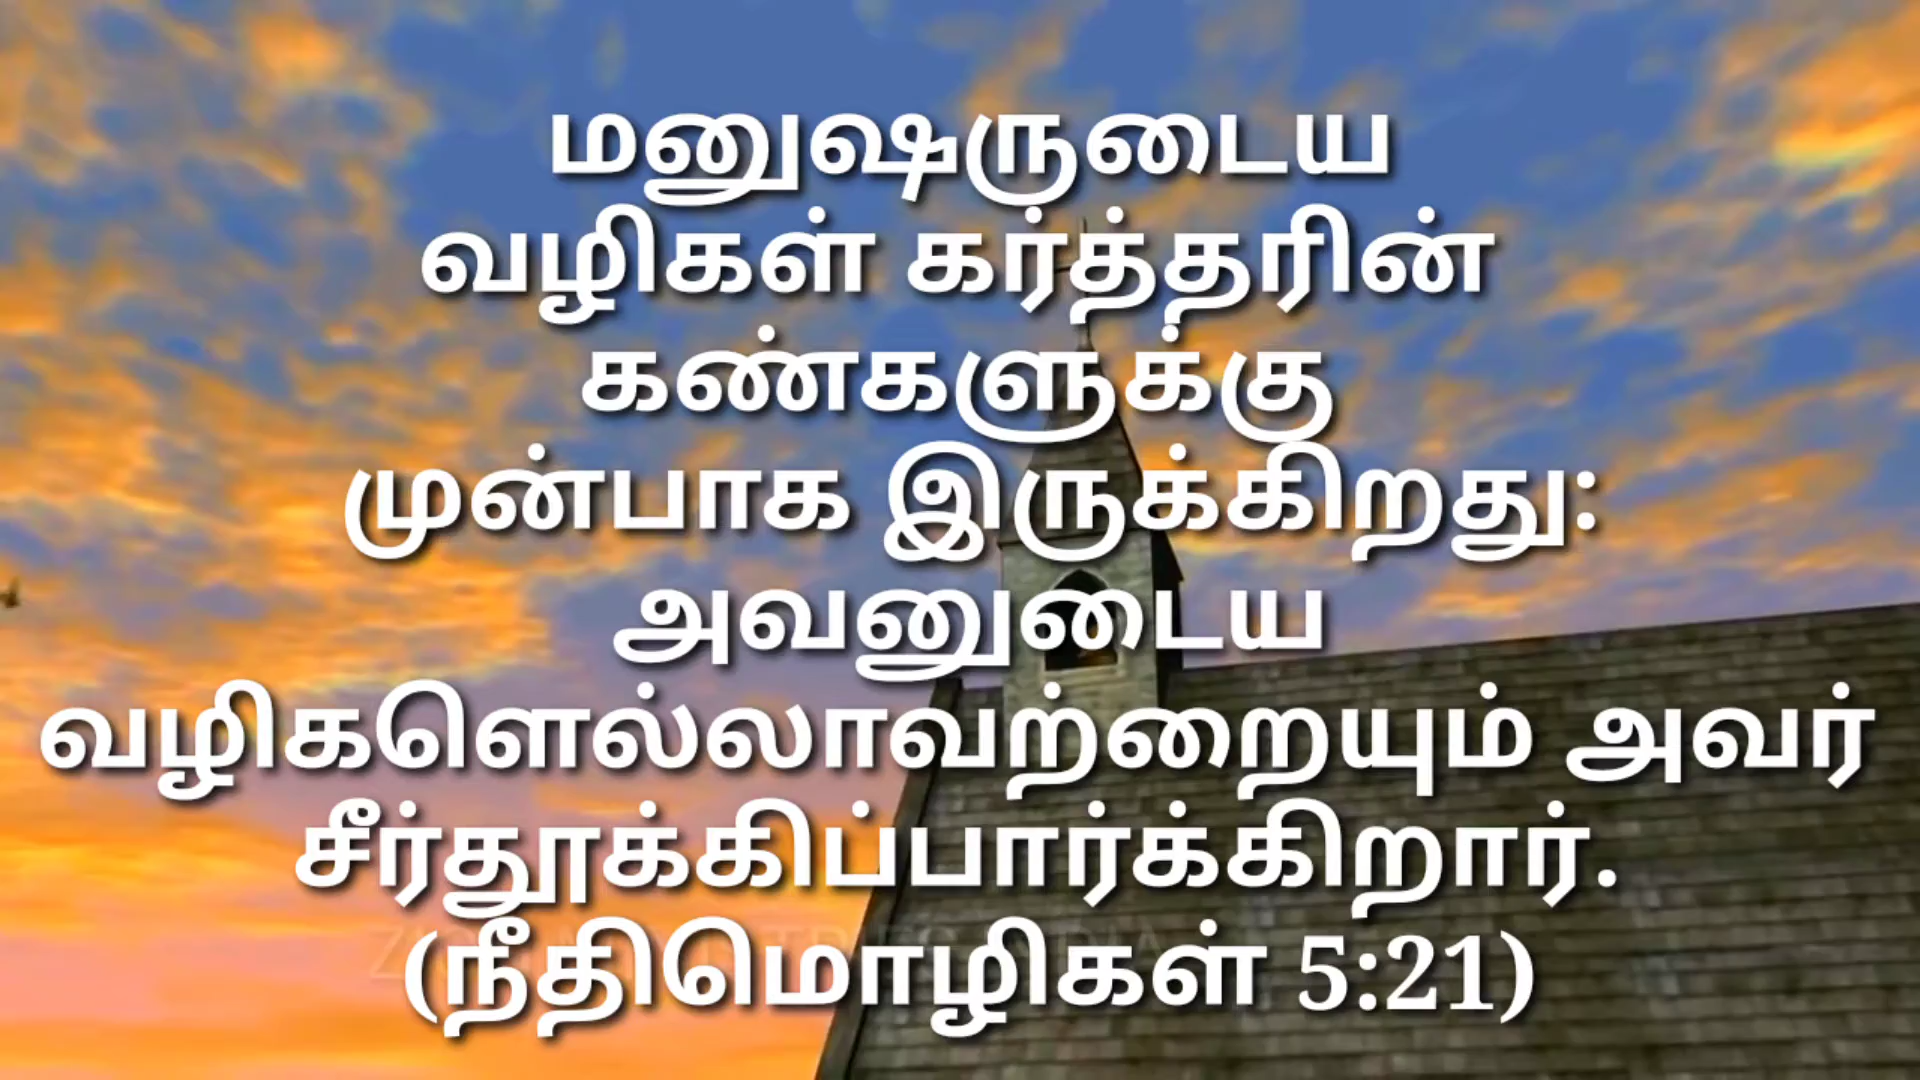 மனுஷருடைய
வழிகள் கர்த்தரின்
கண்களுக்கு
முன்பாக இருக்கிறது:
அவனுடைய
வழிகளெல்லாவற்றையும் அவர்
சீர்தூக்கிப்பார்க்கிறார்.
(நீதிமொழிகள் 5:21)